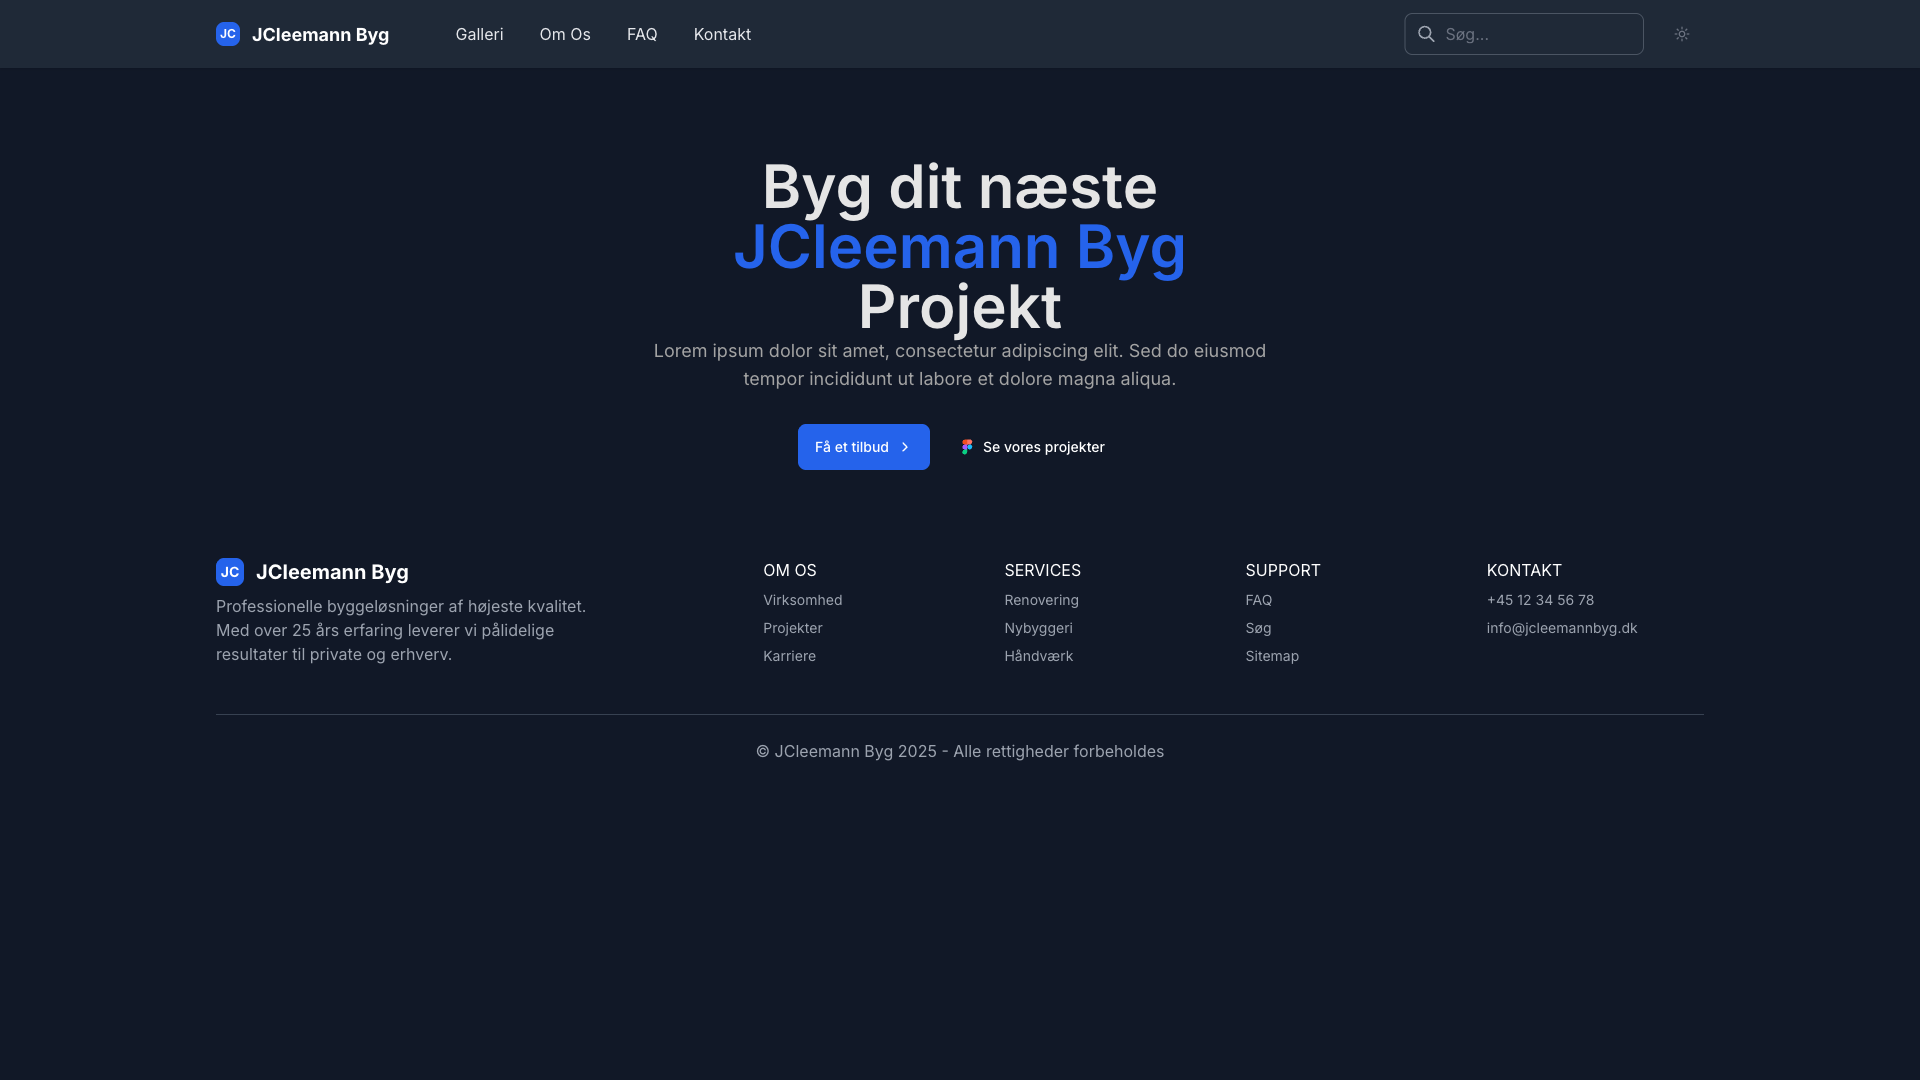 JC JCleemann Byg Galleri Om Os FAQ Kontakt Søg...
Byg dit næste
JCleemann Byg
Projekt
Lorem ipsum dolor sit amet, consectetur adipiscing elit. Sed do eiusmod
tempor incididunt ut labore et dolore magna aliqua.
Få et tilbud
Se vores projekter
JC JCleemann Byg
Professionelle byggeløsninger af højeste kvalitet.
Med over 25 års erfaring leverer vi pålidelige
resultater til private og erhverv.
OM OS
Virksomhed
Projekter
Karriere
SERVICES
Renovering
Nybyggeri
Håndværk
SUPPORT
FAQ
Søg
Sitemap
KONTAKT
+45 12 34 56 78
info@jcleemannbyg.dk
© JCleemann Byg 2025 - Alle rettigheder forbeholdes